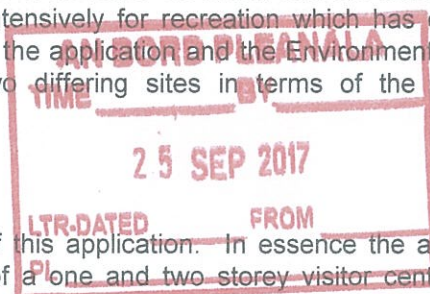 tensively for recreation which has
the application and the Environment
AN BORD PLEANÁLA
vo differing sites in terms of the
TIME BY
25 SEP 2017
LTR-DATED FROM
f this application. In essence the a
PL
of a one and two storey visitor cent